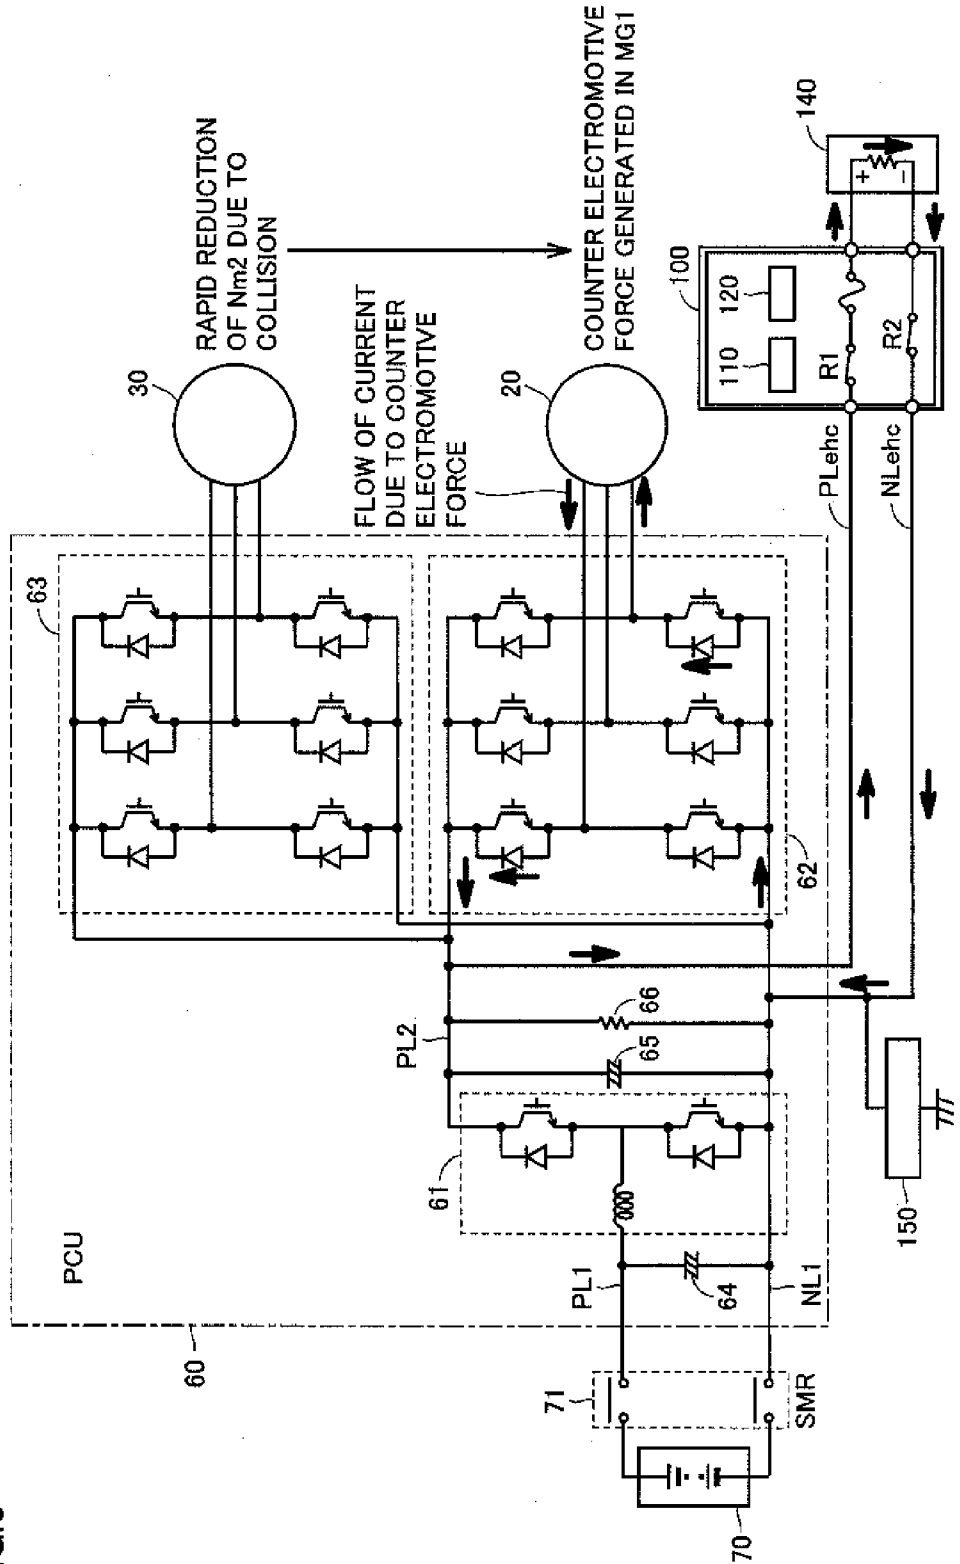 RAPID REDUCTION
OF Nm2 DUE TO
COLLISION
COUNTER ELECTROMOTIVE
FORCE GENERATED IN MG1
FLOW OF CURRENT
DUE TO COUNTER
ELECTROMOTIVE
FORCE
30
20
63
62
PCU
60
61
PL2
65
66
PL1
64
NL1
71
SMR
70
150
PLehc
NLehc
100
110
120
R1
R2
140
+
-